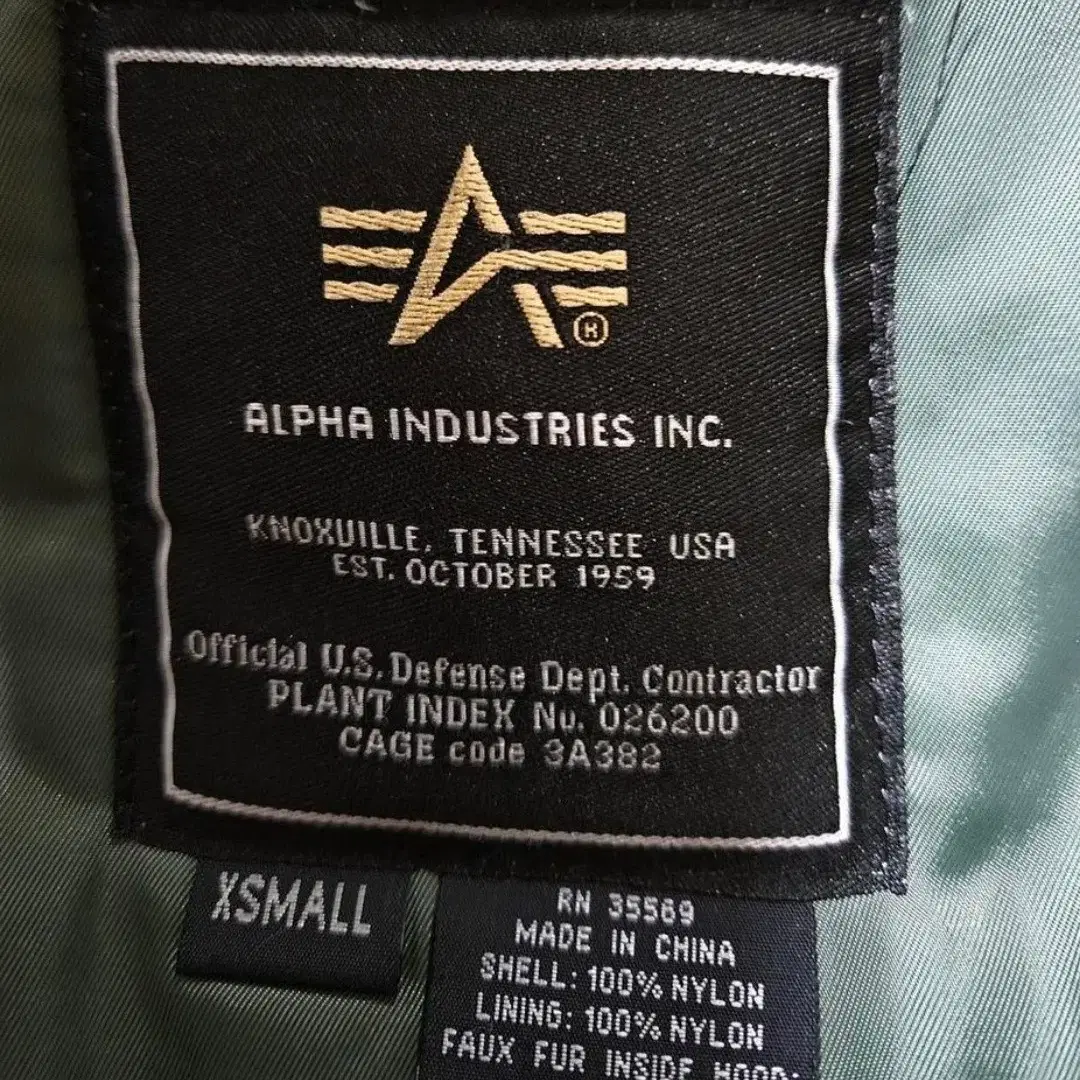 ALPHA INDUSTRIES INC.
KNOXVILLE, TENNESSEE USA
EST. OCTOBER 1959
Official U.S. Defense Dept. Contractor
PLANT INDEX No. 026200
CAGE code 3A382
XSMALL
RN 35569
MADE IN CHINA
SHELL: 100% NYLON
LINING: 100% NYLON
FAUX FUR INSIDE HOOD: